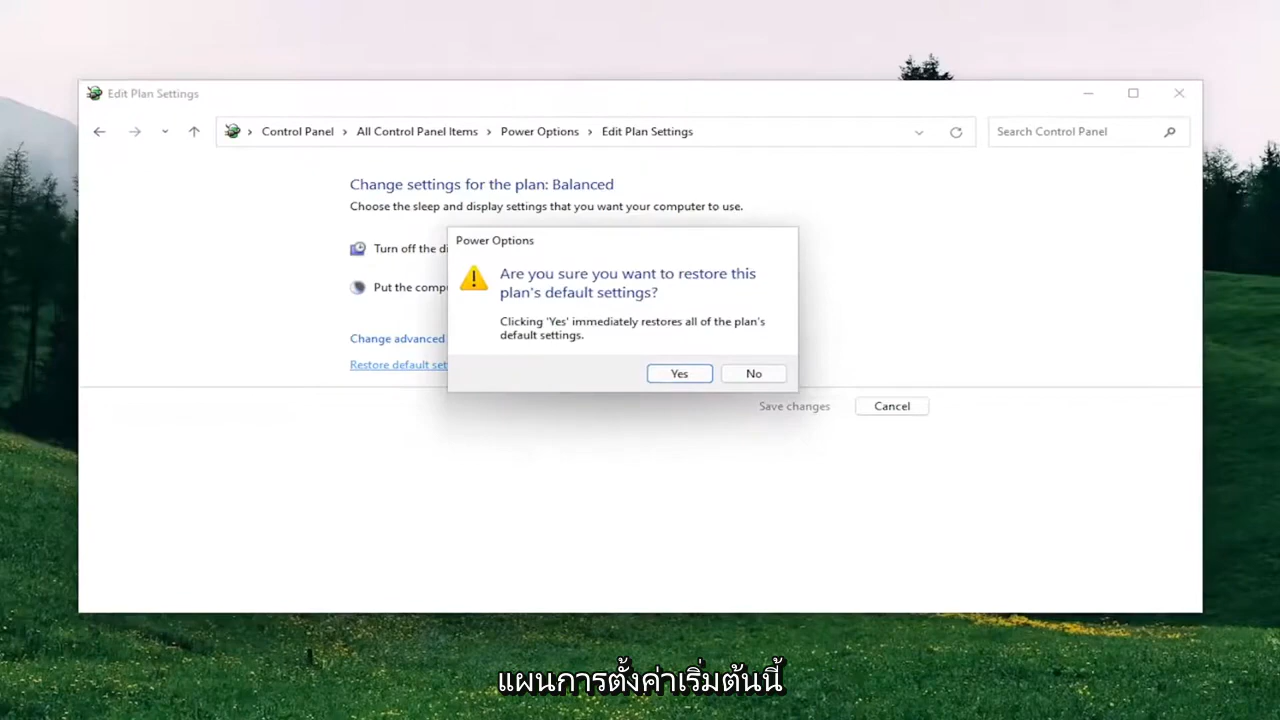 Edit Plan Settings
Control Panel > All Control Panel Items > Power Options > Edit Plan Settings
Search Control Panel
Change settings for the plan: Balanced
Choose the sleep and display settings that you want your computer to use.
Turn off the di
Put the compu
Change advanced
Restore default set
Power Options
Are you sure you want to restore this
plan's default settings?
Clicking 'Yes' immediately restores all of the plan's
default settings.
Yes No
Save changes Cancel
แผนการตั้งค่าเริ่มต้นนี้